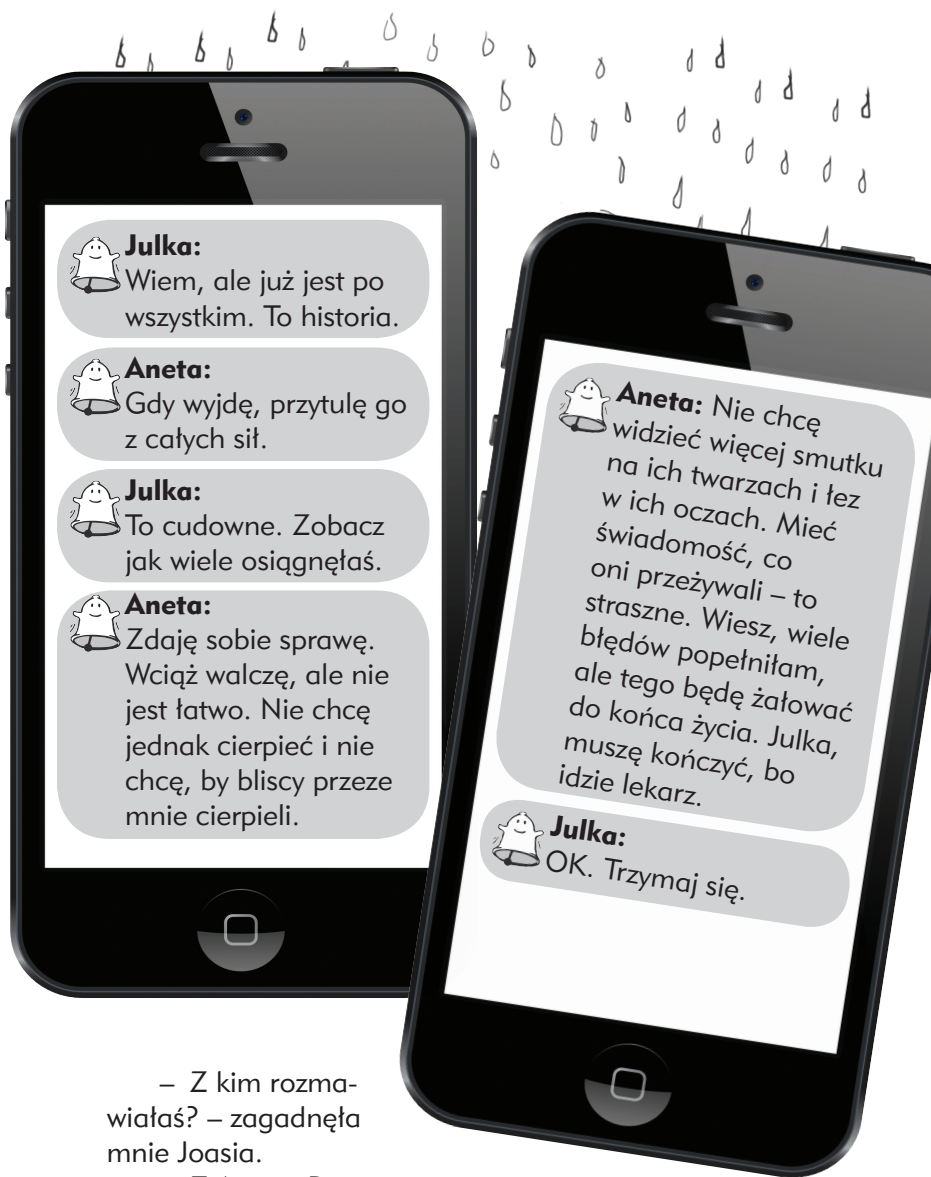 Julka:
Wiem, ale już jest po
wszystkim. To historia.
Aneta:
Gdy wyjdę, przytulę go
z całych sił.
Julka:
To cudowne. Zobacz
jak wiele osiągnęłaś.
Aneta:
Zdaję sobie sprawę.
Wciąż walczę, ale nie
jest łatwo. Nie chcę
jednak cierpieć i nie
chcę, by bliscy przeze
mnie cierpieli.
Aneta: Nie chcę
widzieć więcej smutku
na ich twarzach i łez
w ich oczach. Mieć
świadomość, co
oni przeżywali – to
straszne. Wiesz, wiele
błędów popełniłam,
ale tego będę żałować
do końca życia. Julka,
muszę kończyć, bo
idzie lekarz.
Julka:
OK. Trzymaj się.
– Z kim rozma-
wiałaś? – zagadnęła
mnie Joasia.